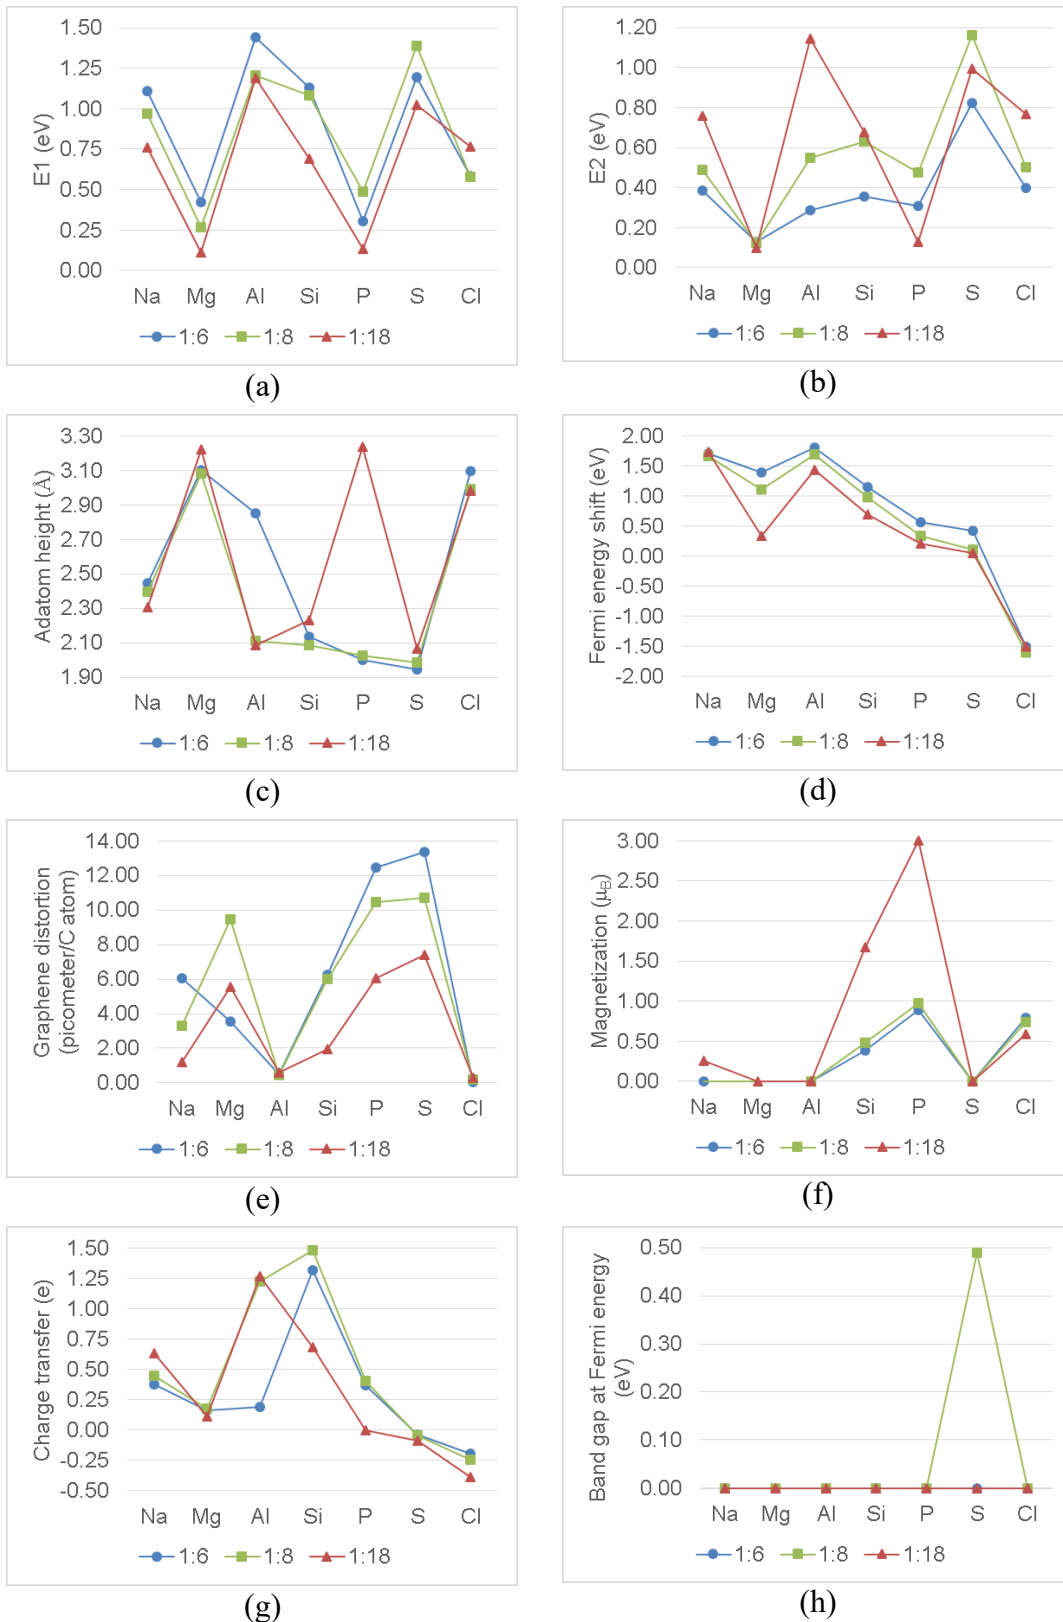 1.50
1.25
1.00
0.75
0.50
0.25
0.00
E1 (eV)
Na Mg Al Si P S Cl
1:6 1:8 1:18
(a)
1.20
1.00
0.80
0.60
0.40
0.20
0.00
E2 (eV)
Na Mg Al Si P S Cl
1:6 1:8 1:18
(b)
3.30
3.10
2.90
2.70
2.50
2.30
2.10
1.90
Adatom height (Å)
Na Mg Al Si P S Cl
1:6 1:8 1:18
(c)
2.00
1.50
1.00
0.50
0.00
-0.50
-1.00
-1.50
-2.00
Fermi energy shift (eV)
Na Mg Al Si P S Cl
1:6 1:8 1:18
(d)
14.00
12.00
10.00
8.00
6.00
4.00
2.00
0.00
Graphene distortion
(picometer/C atom)
Na Mg Al Si P S Cl
1:6 1:8 1:18
(e)
3.00
2.50
2.00
1.50
1.00
0.50
0.00
Magnetization (μB)
Na Mg Al Si P S Cl
1:6 1:8 1:18
(f)
1.50
1.25
1.00
0.75
0.50
0.25
0.00
-0.25
-0.50
Charge transfer (e)
Na Mg Al Si P S Cl
1:6 1:8 1:18
(g)
0.50
0.40
0.30
0.20
0.10
0.00
Band gap at Fermi energy
(eV)
Na Mg Al Si P S Cl
1:6 1:8 1:18
(h)